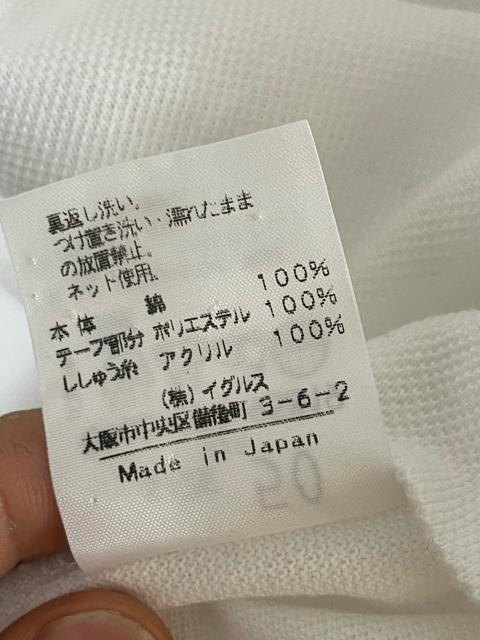 裏返し洗い。
つけ置き洗い・濡れたまま
の放置禁止。
ネット使用。
本体 綿 100%
テープ部分 ポリエステル 100%
ししゅう糸 アクリル 100%
(株)イグルス
大阪市中央区備後町 3-6-2
Made in Japan